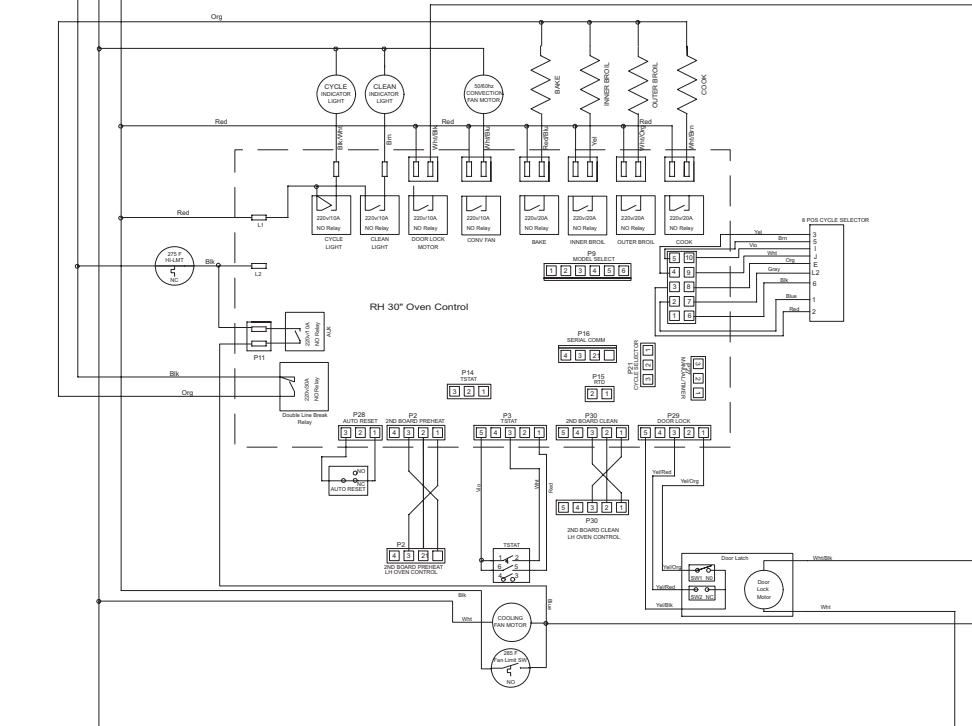 Org
CYCLE
INDICATOR
LIGHT
CLEAN
INDICATOR
LIGHT
50/60hz
CONVECTION
FAN MOTOR
BAKE
INNER BROIL
OUTER BROIL
COOK
Red
Red
Red
Red
Blk/Wht
Brn
Wht/Blk
Wht/Blu
Red/Blu
Yel
Wht/Org
Wht/Brn
Red
L1
220v/10A
NO Relay
CYCLE
LIGHT
220v/10A
NO Relay
CLEAN
LIGHT
220v/10A
NO Relay
DOOR LOCK
MOTOR
220v/10A
NO Relay
CONV FAN
220v/20A
NO Relay
BAKE
220v/20A
NO Relay
INNER BROIL
220v/20A
NO Relay
OUTER BROIL
220v/20A
NO Relay
COOK
8 POS CYCLE SELECTOR
Yel
Brn
Vio
Wht
Org
Gray
Blk
Blue
Red
3
5
I
J
E
L2
6
1
2
5 10
4 9
3 8
2 7
1 6
275 F
HI-LMT
NC
Blk
L2
P9
MODEL SELECT
1 2 3 4 5 6
RH 30" Oven Control
220v/10A
NO Relay
AUX
P11
P16
SERIAL COMM
4 3 21
P21
CYCLE SELECTOR
3 2 1
P27
MANUAL/TIMER
3 2 1
Blk
Org
220v/50A
NO Relay
Double Line Break
Relay
P14
TSTAT
3 2 1
P15
RTD
2 1
P28
AUTO RESET
3 2 1
P2
2ND BOARD PREHEAT
4 3 2 1
P3
TSTAT
5 4 3 2 1
P30
2ND BOARD CLEAN
5 4 3 2 1
P29
DOOR LOCK
5 4 3 2 1
NO
NC
AUTO RESET
Vio
Wht
Red
Yel/Red
Yel/Org
5 4 3 2 1
P30
2ND BOARD CLEAN
LH OVEN CONTROL
P2
4 3 21
2ND BOARD PREHEAT
LH OVEN CONTROL
TSTAT
1 2
6 5
4 3
Door Latch
Yel/Org
SW1 NO
Yel/Red
SW2 NC
Yel/Blk
Door
Lock
Motor
Wht/Blk
Wht
Blk
Wht
Blue
COOLING
FAN MOTOR
285 F
Fan Limit SW
NO